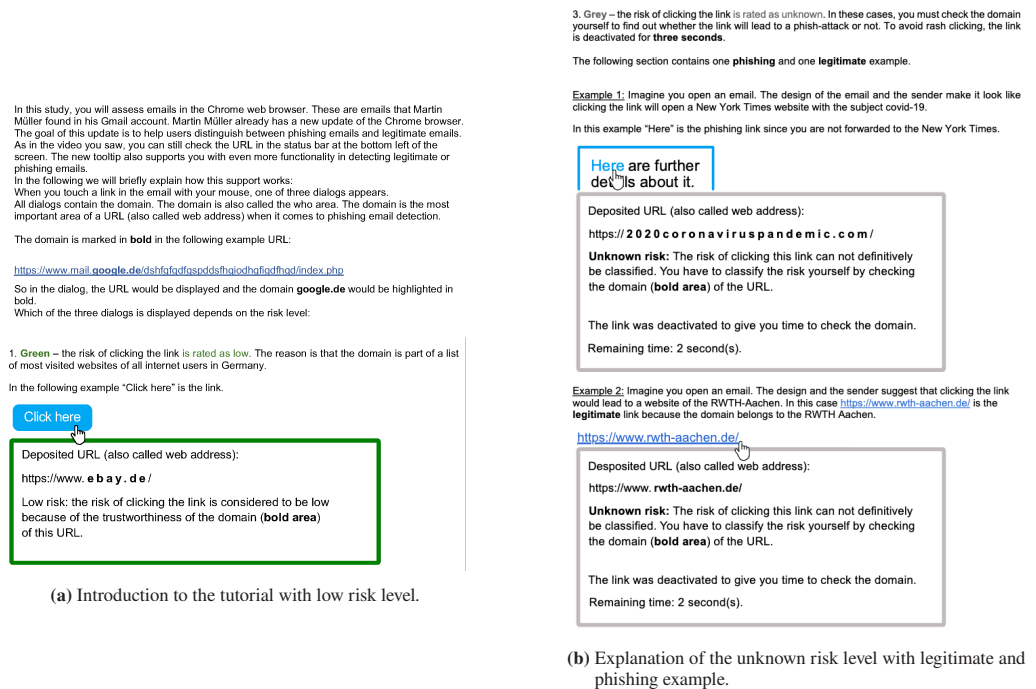 In this study, you will assess emails in the Chrome web browser. These are emails that Martin
Müller found in his Gmail account. Martin Müller already has a new update of the Chrome browser.
The goal of this update is to help users distinguish between phishing emails and legitimate emails.
As in the video you saw, you can still check the URL in the status bar at the bottom left of the
screen. The new tooltip also supports you with even more functionality in detecting legitimate or
phishing emails.
In the following we will briefly explain how this support works:
When you touch a link in the email with your mouse, one of three dialogs appears.
All dialogs contain the domain. The domain is also called the who area. The domain is the most
important area of a URL (also called web address) when it comes to phishing email detection.
The domain is marked in bold in the following example URL:
https://www.mail.google.de/dshfgfqdfgspddsfhgiodhgfigdfhgd/index.php
So in the dialog, the URL would be displayed and the domain google.de would be highlighted in
bold.
Which of the three dialogs is displayed depends on the risk level:
1. Green – the risk of clicking the link is rated as low. The reason is that the domain is part of a list
of most visited websites of all internet users in Germany.
In the following example “Click here” is the link.
Click here
Deposited URL (also called web address):
https://www. ebay.de/
Low risk: the risk of clicking the link is considered to be low
because of the trustworthiness of the domain (bold area)
of this URL.
(a) Introduction to the tutorial with low risk level.
3. Grey – the risk of clicking the link is rated as unknown. In these cases, you must check the domain
yourself to find out whether the link will lead to a phish-attack or not. To avoid rash clicking, the link
is deactivated for three seconds.
The following section contains one phishing and one legitimate example.
Example 1: Imagine you open an email. The design of the email and the sender make it look like
clicking the link will open a New York Times website with the subject covid-19.
In this example “Here” is the phishing link since you are not forwarded to the New York Times.
Here are further
details about it.
Deposited URL (also called web address):
https://2020coronaviruspandemic.com/
Unknown risk: The risk of clicking this link can not definitively
be classified. You have to classify the risk yourself by checking
the domain (bold area) of the URL.
The link was deactivated to give you time to check the domain.
Remaining time: 2 second(s).
Example 2: Imagine you open an email. The design and the sender suggest that clicking the link
would lead to a website of the RWTH-Aachen. In this case https://www.rwth-aachen.de/ is the
legitimate link because the domain belongs to the RWTH Aachen.
https://www.rwth-aachen.de/
Desposited URL (also called web address):
https://www. rwth-aachen.de/
Unknown risk: The risk of clicking this link can not definitively
be classified. You have to classify the risk yourself by checking
the domain (bold area) of the URL.
The link was deactivated to give you time to check the domain.
Remaining time: 2 second(s).
(b) Explanation of the unknown risk level with legitimate and
phishing example.